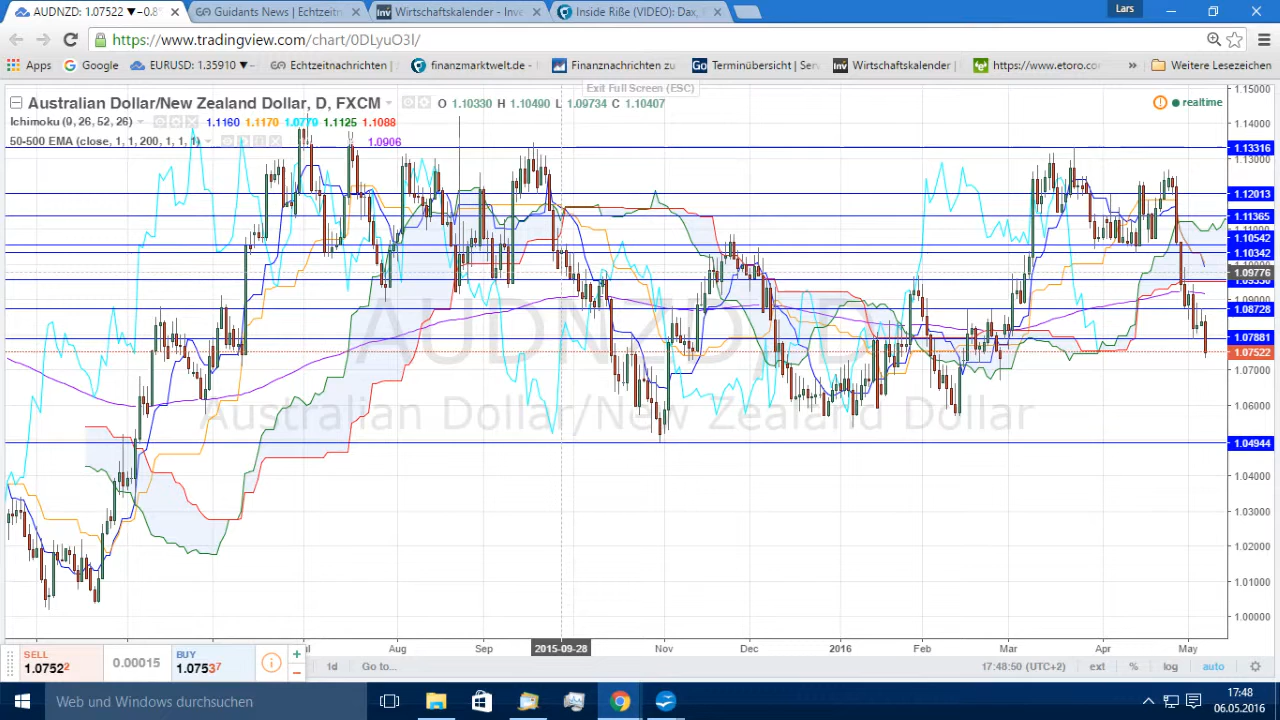 AUDNZD: 1.07522 ▼−0.8
Guidants News | Echtzeitn
Wirtschaftskalender - Inve
Inside Riße (VIDEO): Dax,
Lars
https://www.tradingview.com/chart/0DLyuO3l/
Apps
Google
EURUSD: 1.35910 ▼ −
Echtzeitnachrichten |
finanzmarktwelt.de -
Finanznachrichten zu
Terminübersicht | Ser
Wirtschaftskalender
https://www.etoro.com
»
Weitere Lesezeichen
Exit Full Screen (ESC)
Australian Dollar/New Zealand Dollar, D, FXCM
O 1.10330 H 1.10490 L 1.09734 C 1.10407
realtime
Ichimoku (0, 26, 52, 26)
1.1160 1.1170 1.0770 1.1125 1.1088
50-500 EMA (close, 1, 1, 200, 1, 1, 1)
1.0906
1.15000
1.14000
1.13316
1.13000
1.12013
1.11365
1.10542
1.10342
1.09776
1.09000
1.08728
1.07881
1.07522
1.07000
1.06000
1.04944
1.04000
1.03000
1.02000
1.01000
1.00000
AUDNZD, D
Australian Dollar/New Zealand Dollar
Aug
Sep
2015-09-28
Nov
Dec
2016
Feb
Mar
Apr
May
SELL
1.07522
0.00015
BUY
1.07537
1d
Go to...
17:48:50 (UTC+2)
ext
%
log
auto
Web und Windows durchsuchen
17:48
06.05.2016